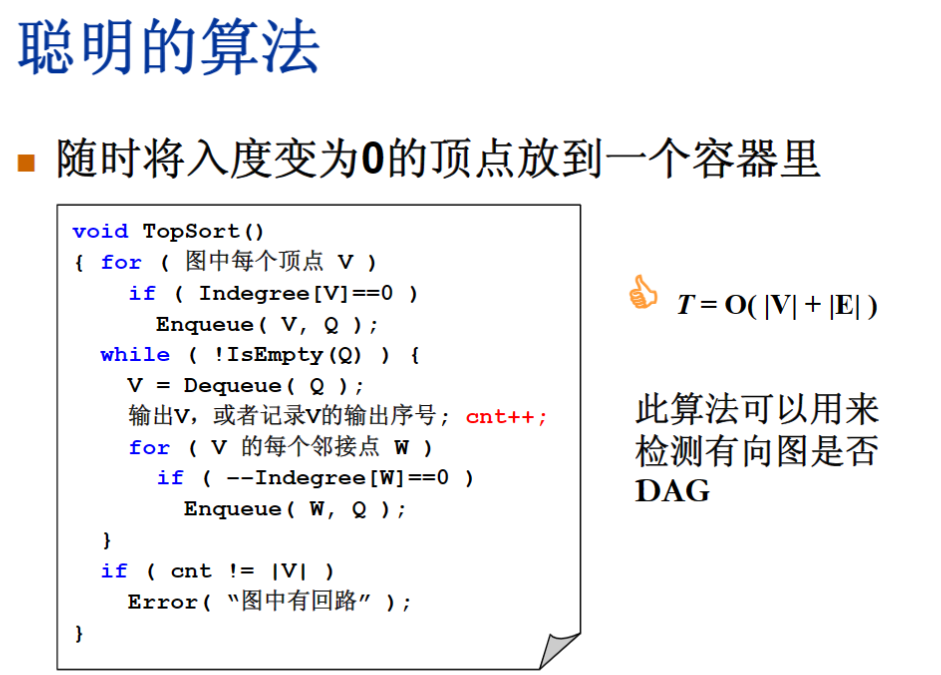 聪明的算法
随时将入度变为0的顶点放到一个容器里
void TopSort()
{ for ( 图中每个顶点 V )
if ( Indegree[V]==0 )
Enqueue( V, Q );
while ( !IsEmpty(Q) ) {
V = Dequeue( Q );
输出V，或者记录V的输出序号; cnt++;
for ( V 的每个邻接点 W )
if ( --Indegree[W]==0 )
Enqueue( W, Q );
}
if ( cnt != |V| )
Error( “图中有回路” );
}
T = O( |V| + |E| )
此算法可以用来
检测有向图是否
DAG